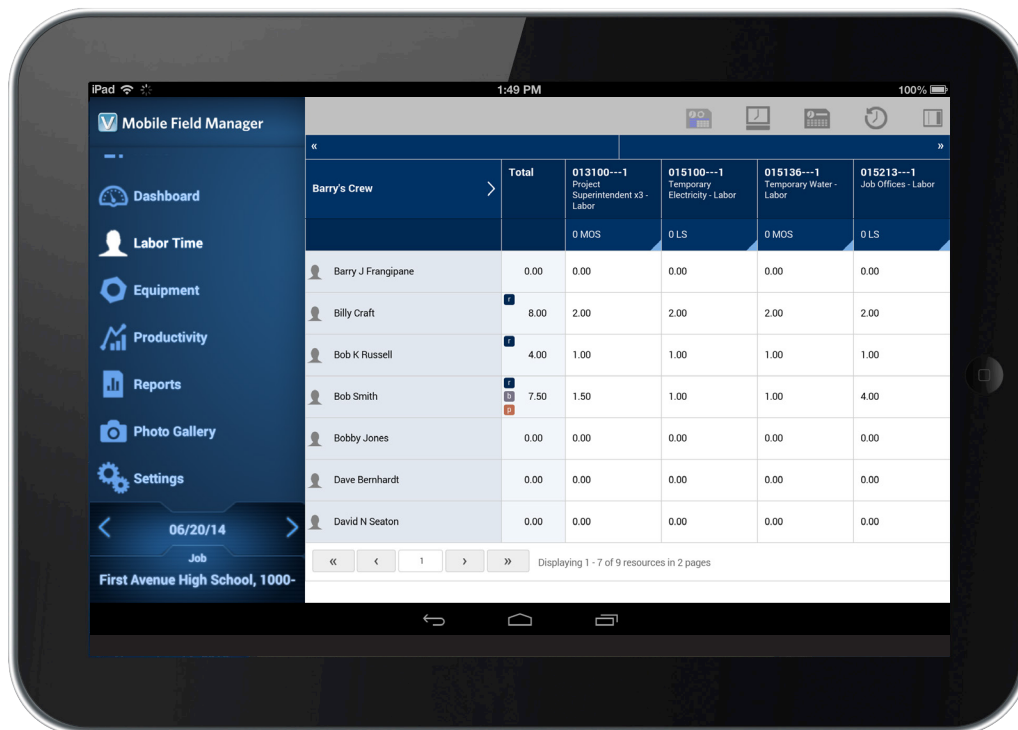 iPad
1:49 PM
100%
V Mobile Field Manager
Dashboard
Labor Time
Equipment
Productivity
Reports
Photo Gallery
Settings
06/20/14
Job
First Avenue High School, 1000-
« »
Barry's Crew
Total
013100---1
Project
Superintendent x3 -
Labor
015100---1
Temporary
Electricity - Labor
015136---1
Temporary Water -
Labor
015213---1
Job Offices - Labor
0 MOS 0 LS 0 MOS 0 LS
Barry J Frangipane 0.00 0.00 0.00 0.00 0.00
Billy Craft r 8.00 2.00 2.00 2.00 2.00
Bob K Russell r 4.00 1.00 1.00 1.00 1.00
Bob Smith r b p 7.50 1.50 1.00 1.00 4.00
Bobby Jones 0.00 0.00 0.00 0.00 0.00
Dave Bernhardt 0.00 0.00 0.00 0.00 0.00
David N Seaton 0.00 0.00 0.00 0.00 0.00
« ‹ 1 › » Displaying 1 - 7 of 9 resources in 2 pages